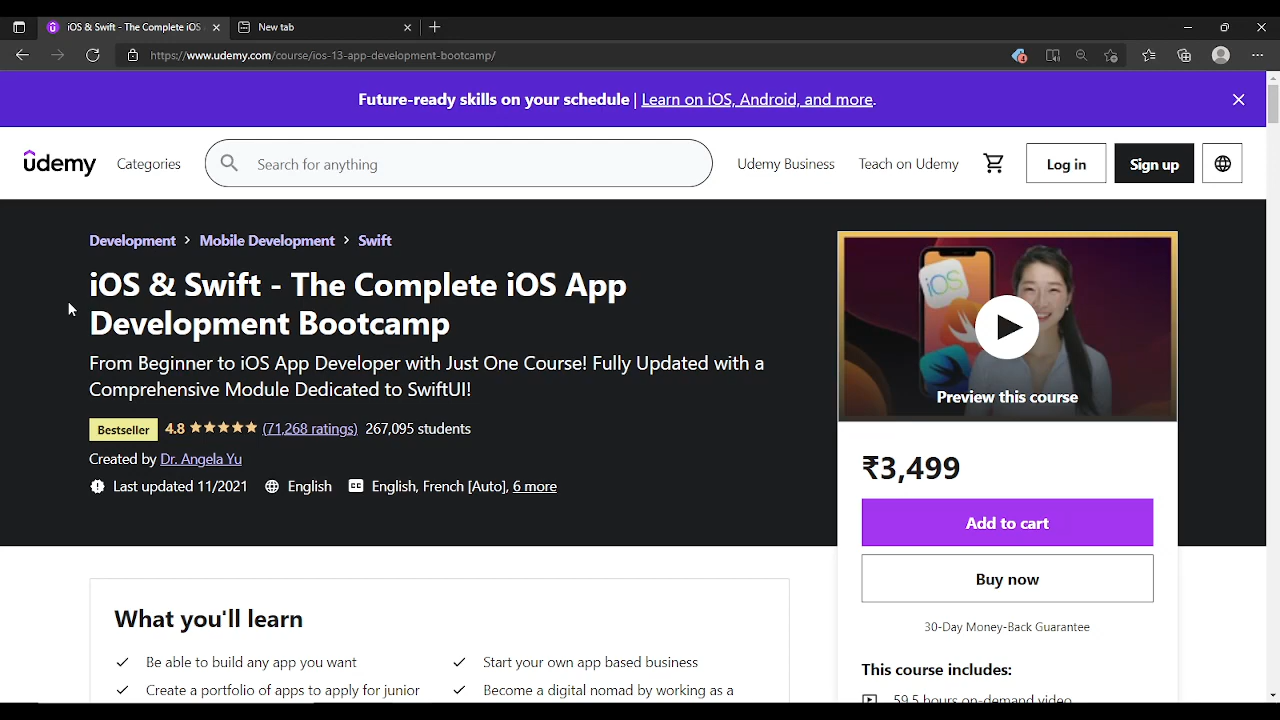 iOS & Swift - The Complete iOS
New tab
https://www.udemy.com/course/ios-13-app-development-bootcamp/
Future-ready skills on your schedule | Learn on iOS, Android, and more.
udemy
Categories
Search for anything
Udemy Business
Teach on Udemy
Log in
Sign up
Development > Mobile Development > Swift
iOS & Swift - The Complete iOS App
Development Bootcamp
From Beginner to iOS App Developer with Just One Course! Fully Updated with a
Comprehensive Module Dedicated to SwiftUI!
Bestseller 4.8 (71,268 ratings) 267,095 students
Created by Dr. Angela Yu
Last updated 11/2021 English English, French [Auto], 6 more
iOS
Preview this course
₹3,499
Add to cart
Buy now
30-Day Money-Back Guarantee
This course includes:
59.5 hours on-demand video
What you'll learn
Be able to build any app you want
Start your own app based business
Create a portfolio of apps to apply for junior
Become a digital nomad by working as a